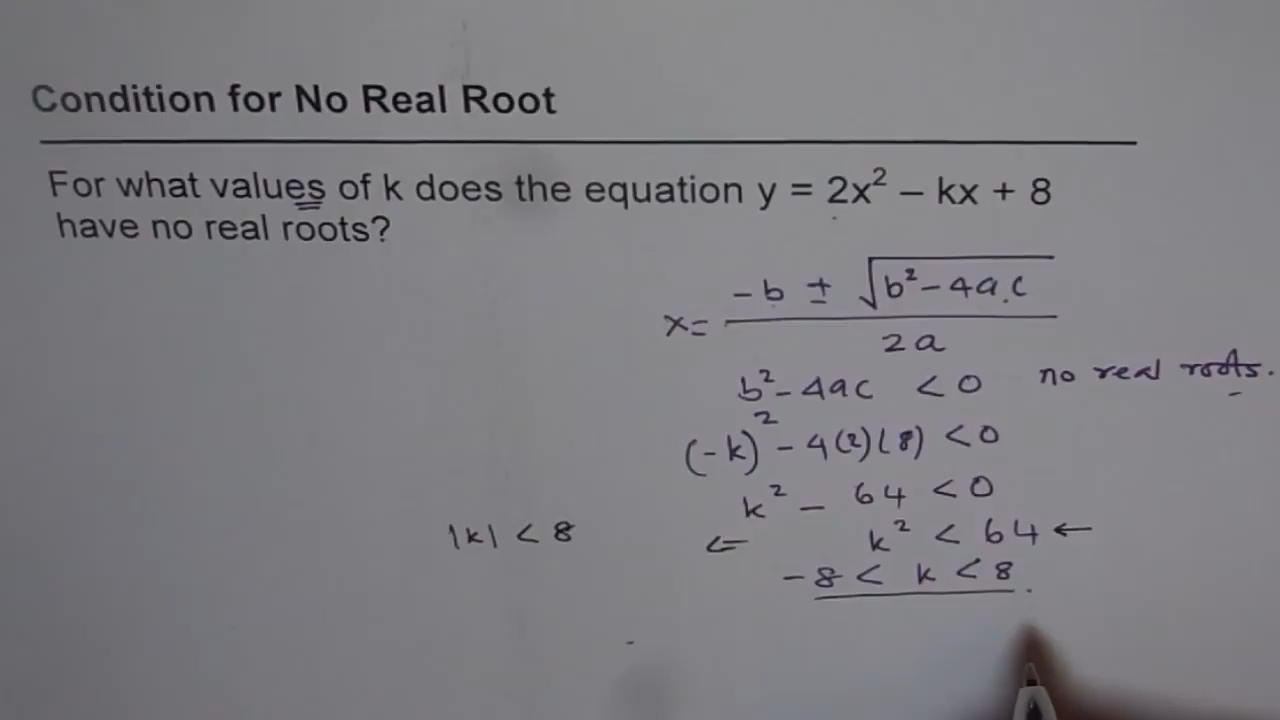 Condition for No Real Root
For what values of k does the equation y = 2x² – kx + 8
have no real roots?
x = (-b ± √(b² - 4ac)) / 2a
b² - 4ac < 0 no real roots.
(-k)² - 4(2)(8) < 0
k² - 64 < 0
|k| < 8 ⇐ k² < 64 ←
-8 < k < 8.